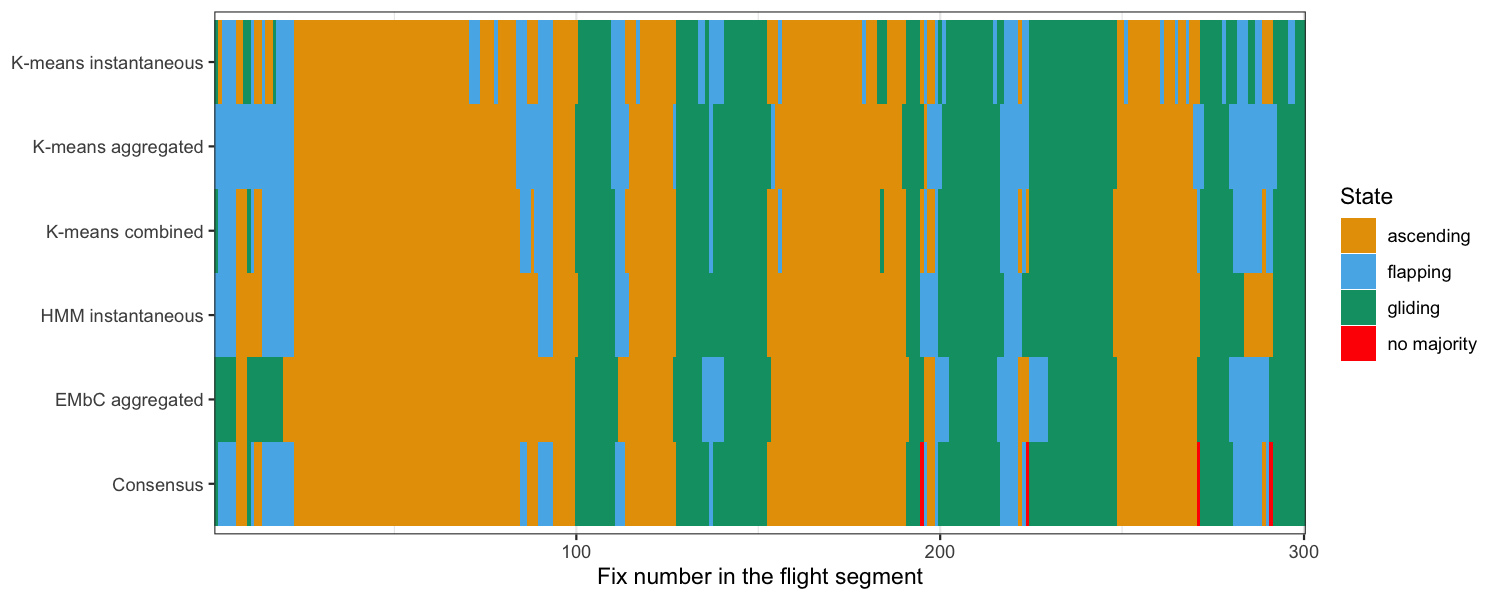 K-means instantaneous
K-means aggregated
K-means combined
HMM instantaneous
EMbC aggregated
Consensus
100
200
300
Fix number in the flight segment
State
ascending
flapping
gliding
no majority